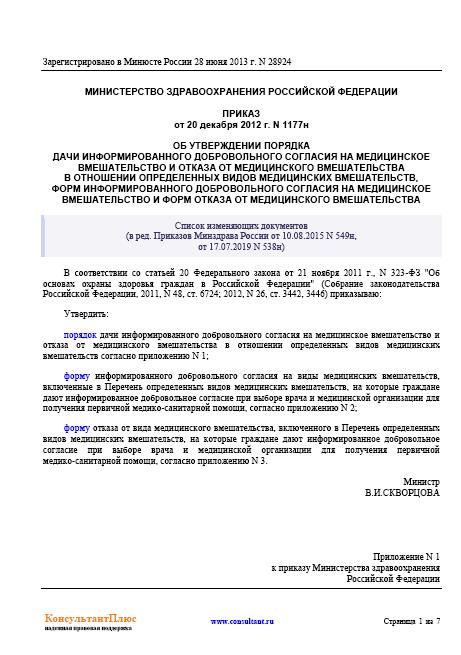 Зарегистрировано в Минюсте России 28 июня 2013 г. N 28924
МИНИСТЕРСТВО ЗДРАВООХРАНЕНИЯ РОССИЙСКОЙ ФЕДЕРАЦИИ
ПРИКАЗ
от 20 декабря 2012 г. N 1177н
ОБ УТВЕРЖДЕНИИ ПОРЯДКА
ДАЧИ ИНФОРМИРОВАННОГО ДОБРОВОЛЬНОГО СОГЛАСИЯ НА МЕДИЦИНСКОЕ
ВМЕШАТЕЛЬСТВО И ОТКАЗА ОТ МЕДИЦИНСКОГО ВМЕШАТЕЛЬСТВА
В ОТНОШЕНИИ ОПРЕДЕЛЕННЫХ ВИДОВ МЕДИЦИНСКИХ ВМЕШАТЕЛЬСТВ,
ФОРМ ИНФОРМИРОВАННОГО ДОБРОВОЛЬНОГО СОГЛАСИЯ НА МЕДИЦИНСКОЕ
ВМЕШАТЕЛЬСТВО И ФОРМ ОТКАЗА ОТ МЕДИЦИНСКОГО ВМЕШАТЕЛЬСТВА
Список изменяющих документов
(в ред. Приказов Минздрава России от 10.08.2015 N 549н,
от 17.07.2019 N 538н)
В соответствии со статьей 20 Федерального закона от 21 ноября 2011 г., N 323-ФЗ "Об
основах охраны здоровья граждан в Российской Федерации" (Собрание законодательства
Российской Федерации, 2011, N 48, ст. 6724; 2012, N 26, ст. 3442, 3446) приказываю:
Утвердить:
порядок дачи информированного добровольного согласия на медицинское вмешательство и
отказа от медицинского вмешательства в отношении определенных видов медицинских
вмешательств согласно приложению N 1;
форму информированного добровольного согласия на виды медицинских вмешательств,
включенные в Перечень определенных видов медицинских вмешательств, на которые граждане
дают информированное добровольное согласие при выборе врача и медицинской организации для
получения первичной медико-санитарной помощи, согласно приложению N 2;
форму отказа от вида медицинского вмешательства, включенного в Перечень определенных
видов медицинских вмешательств, на которые граждане дают информированное добровольное
согласие при выборе врача и медицинской организации для получения первичной
медико-санитарной помощи, согласно приложению N 3.
Министр
В.И.СКВОРЦОВА
Приложение N 1
к приказу Министерства здравоохранения
Российской Федерации
КонсультантПлюс
надежная правовая поддержка
www.consultant.ru
Страница 1 из 7